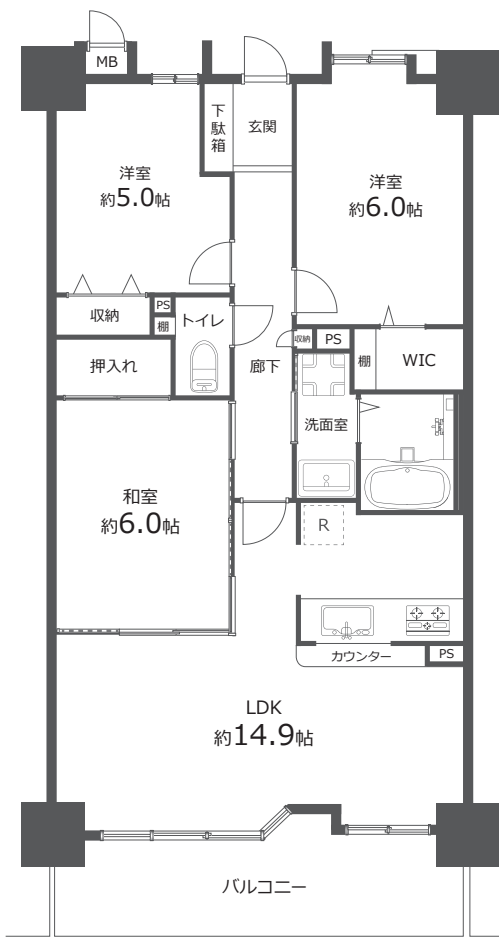 MB
下駄箱
玄関
洋室
約5.0帖
洋室
約6.0帖
収納
PS
棚
トイレ
収納
PS
押入れ
廊下
棚
WIC
洗面室
和室
約6.0帖
R
カウンター
PS
LDK
約14.9帖
バルコニー